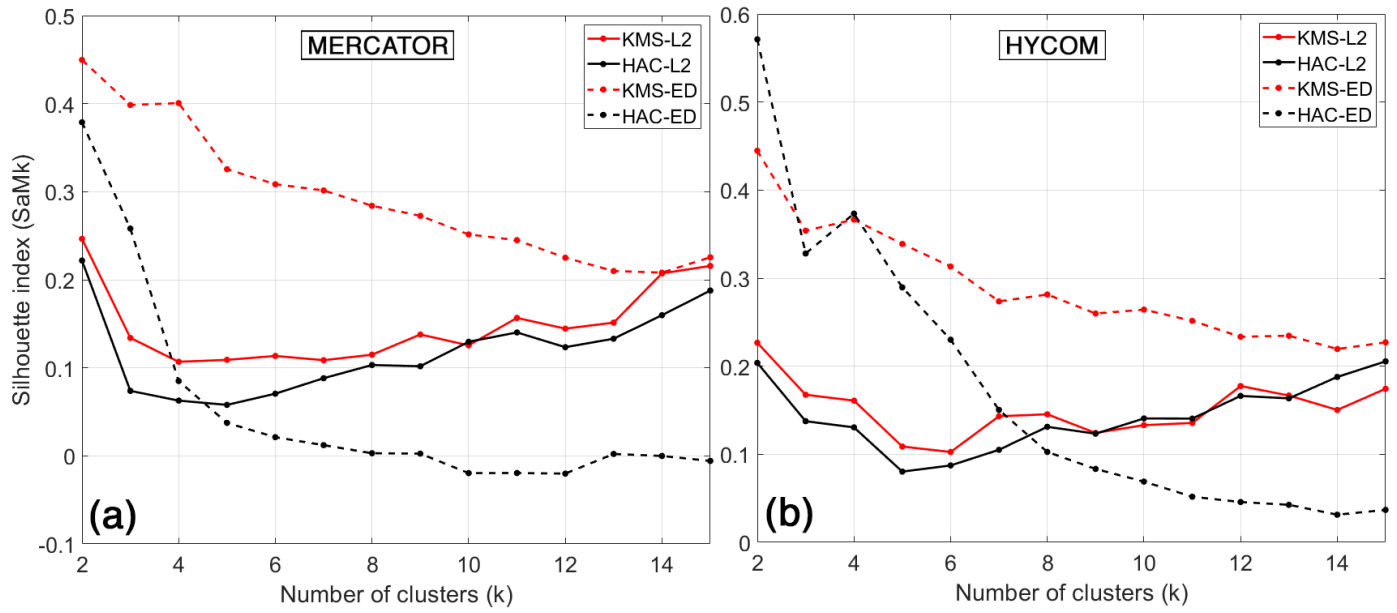 MERCATOR
KMS-L2
HAC-L2
KMS-ED
HAC-ED
Silhouette index (SaMk)
0.5
0.4
0.3
0.2
0.1
0
-0.1
(a)
2 4 6 8 10 12 14
Number of clusters (k)
HYCOM
KMS-L2
HAC-L2
KMS-ED
HAC-ED
0.6
0.5
0.4
0.3
0.2
0.1
0
(b)
2 4 6 8 10 12 14
Number of clusters (k)